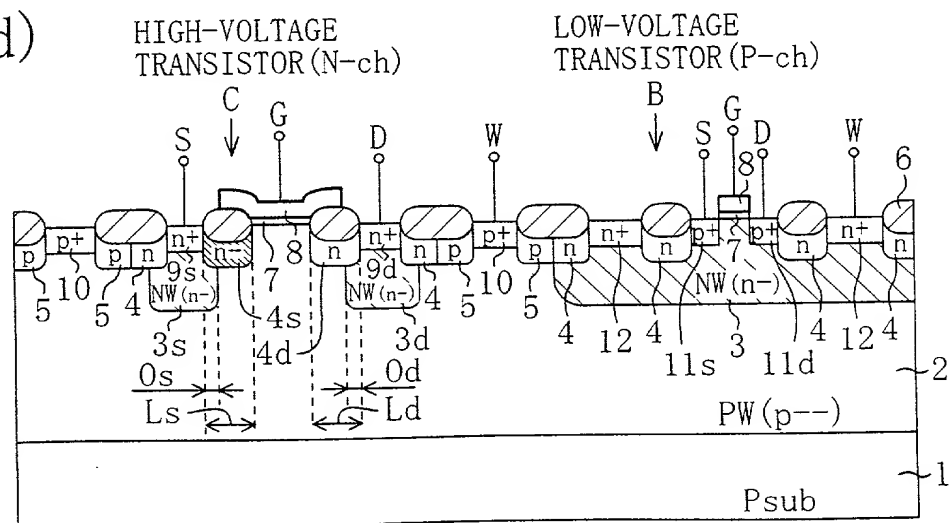 d)
HIGH-VOLTAGE
TRANSISTOR(N-ch)
LOW-VOLTAGE
TRANSISTOR(P-ch)
C G B G
S D W S D W
8 6
p p+ p n n+ n- 7 8 n n+ n p p+ p n n+ n p+ 7 n n+ n
5 10 5 4 9s 9d 4 5 10 5
NW(n-) NW(n-) NW(n-)
3s 4s 4d 3d 4 12 4 11s 3 11d 4 12 4
Os Od 2
Ls Ld
PW(p--)
1
Psub